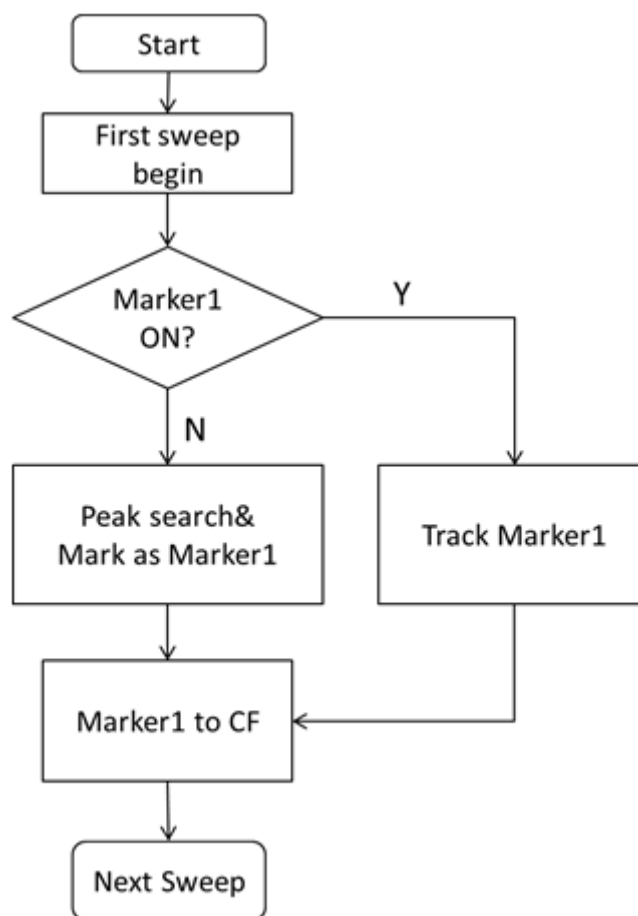 Start
First sweep
begin
Marker1
ON?
Y
N
Peak search&
Mark as Marker1
Track Marker1
Marker1 to CF
Next Sweep